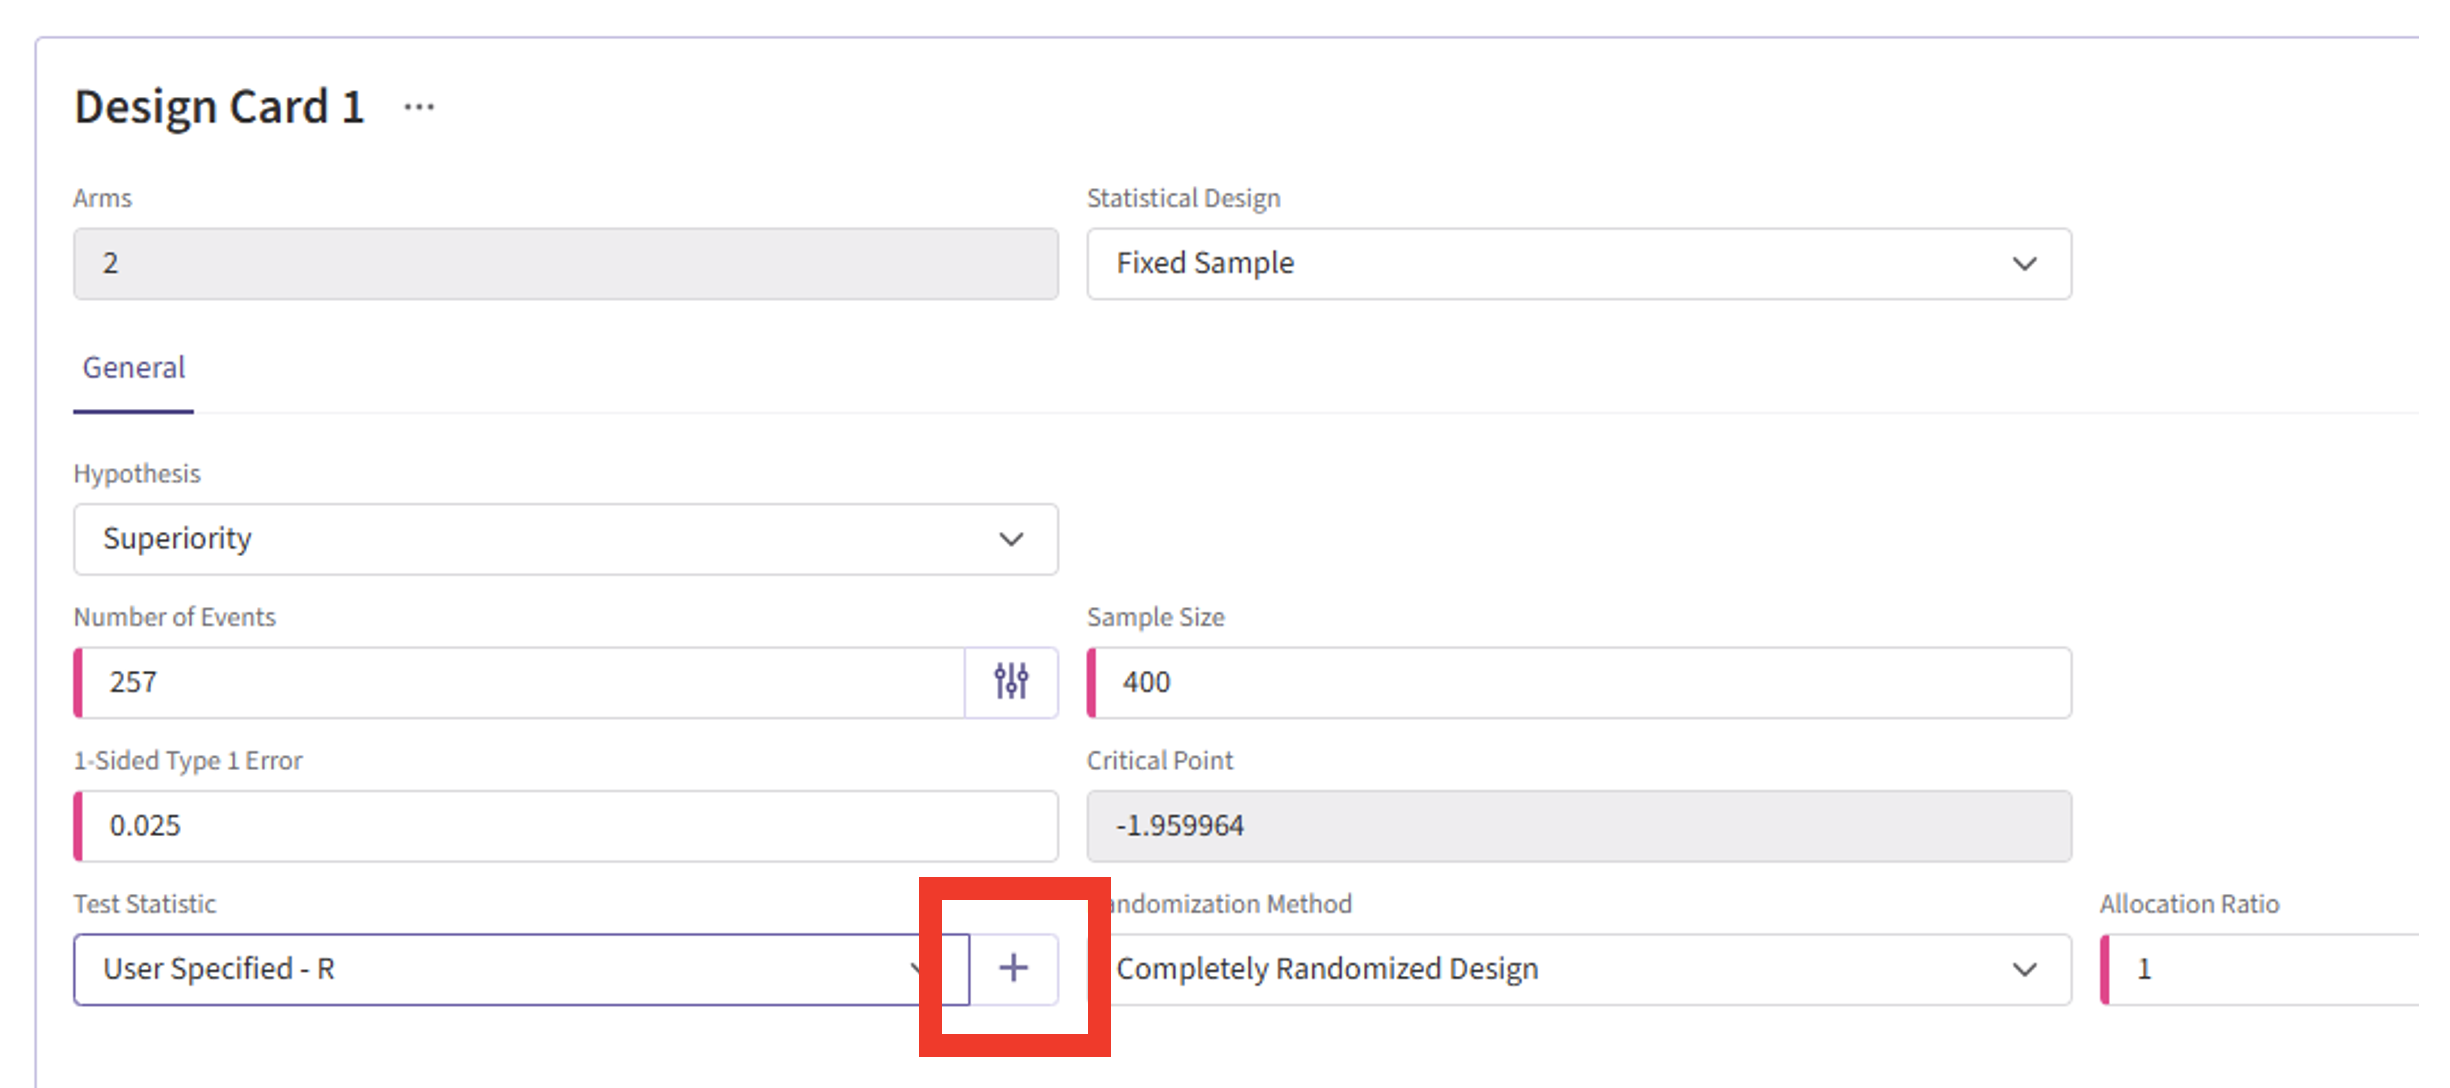 Design Card 1 ...
Arms
Statistical Design
2
Fixed Sample
General
Hypothesis
Superiority
Number of Events
Sample Size
257
400
1-Sided Type 1 Error
Critical Point
0.025
-1.959964
Test Statistic
andomization Method
Allocation Ratio
User Specified - R
+
Completely Randomized Design
1